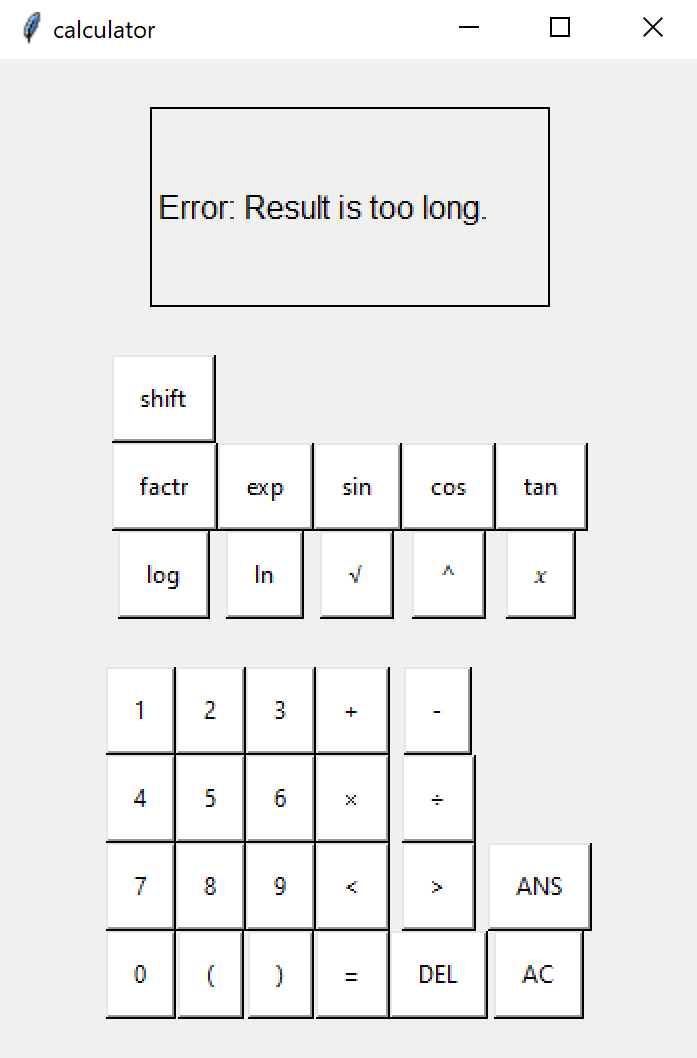 calculator
Error: Result is too long.
shift
factr exp sin cos tan
log ln √ ^ x
1 2 3 + -
4 5 6 × ÷
7 8 9 < > ANS
0 ( ) = DEL AC